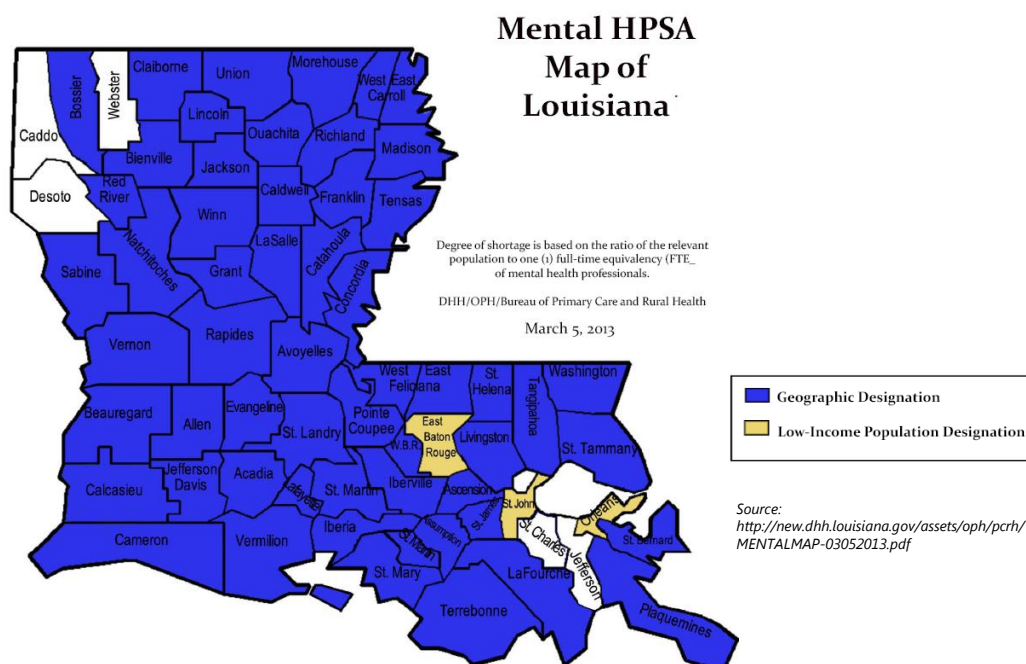 Mental HPSA
Map of
Louisiana
Claiborne
Union
Morehouse
West
East
Carroll
Webster
Bossier
Lincoln
Caddo
Ouachita
Richland
Madison
Bienville
Jackson
Desoto
Red
River
Caldwell
Franklin
Tensas
Winn
LaSalle
Catahoula
Natchitoches
Sabine
Grant
Concordia
Degree of shortage is based on the ratio of the relevant
population to one (1) full-time equivalency (FTE_
of mental health professionals.
DHH/OPH/Bureau of Primary Care and Rural Health
March 5, 2013
Vernon
Rapides
Avoyelles
West
East
Feliciana
St.
Helena
Tangipahoa
Washington
Beauregard
Allen
Evangeline
St. Landry
Pointe
Coupee
East
Baton
Rouge
W.B.R.
Livingston
St. Tammany
Calcasieu
Jefferson
Davis
Acadia
Lafayette
St. Martin
Iberville
Ascension
St. James
St. John
Orleans
Cameron
Vermilion
Iberia
St. Martin
Assumption
St. Charles
Jefferson
St. Bernard
St. Mary
LaFourche
Terrebonne
Plaquemines
Geographic Designation
Low-Income Population Designation
Source:
http://new.dhh.louisiana.gov/assets/oph/pcrh/
MENTALMAP-03052013.pdf